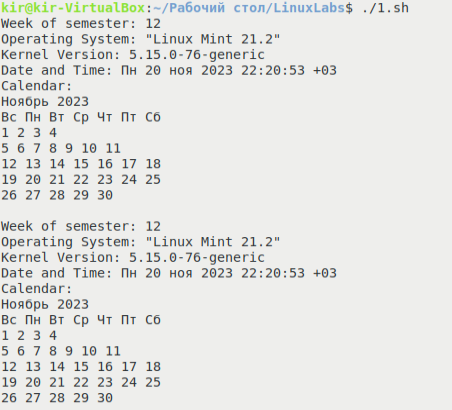 kir@kir-VirtualBox:~/Рабочий стол/LinuxLabs$ ./1.sh
Week of semester: 12
Operating System: "Linux Mint 21.2"
Kernel Version: 5.15.0-76-generic
Date and Time: Пн 20 ноя 2023 22:20:53 +03
Calendar:
Ноябрь 2023
Вс Пн Вт Ср Чт Пт Сб
1 2 3 4
5 6 7 8 9 10 11
12 13 14 15 16 17 18
19 20 21 22 23 24 25
26 27 28 29 30

Week of semester: 12
Operating System: "Linux Mint 21.2"
Kernel Version: 5.15.0-76-generic
Date and Time: Пн 20 ноя 2023 22:20:53 +03
Calendar:
Ноябрь 2023
Вс Пн Вт Ср Чт Пт Сб
1 2 3 4
5 6 7 8 9 10 11
12 13 14 15 16 17 18
19 20 21 22 23 24 25
26 27 28 29 30